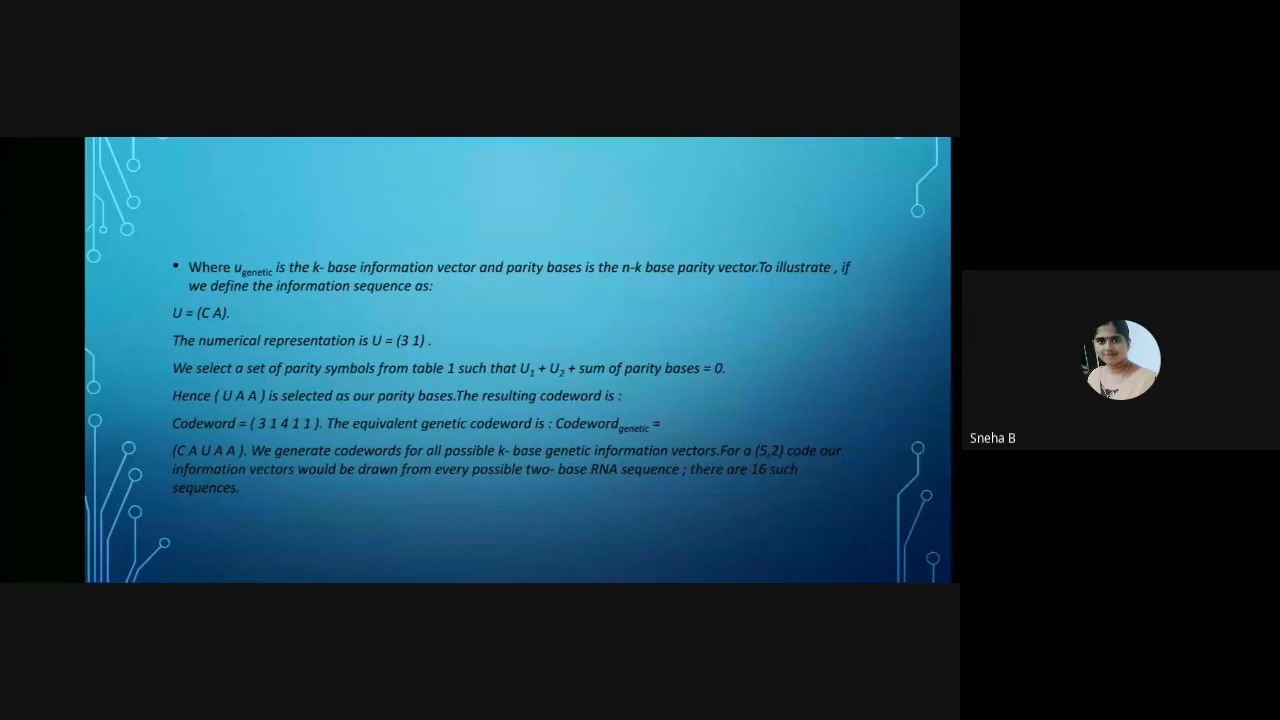 • Where ugenetic is the k- base information vector and parity bases is the n-k base parity vector.To illustrate , if
we define the information sequence as:
U = (C A).
The numerical representation is U = (3 1) .
We select a set of parity symbols from table 1 such that U1 + U2 + sum of parity bases = 0.
Hence ( U A A ) is selected as our parity bases.The resulting codeword is :
Codeword = ( 3 1 4 1 1 ). The equivalent genetic codeword is : Codewordgenetic =
(C A U A A ). We generate codewords for all possible k- base genetic information vectors.For a (5,2) code our
information vectors would be drawn from every possible two- base RNA sequence ; there are 16 such
sequences.
Sneha B